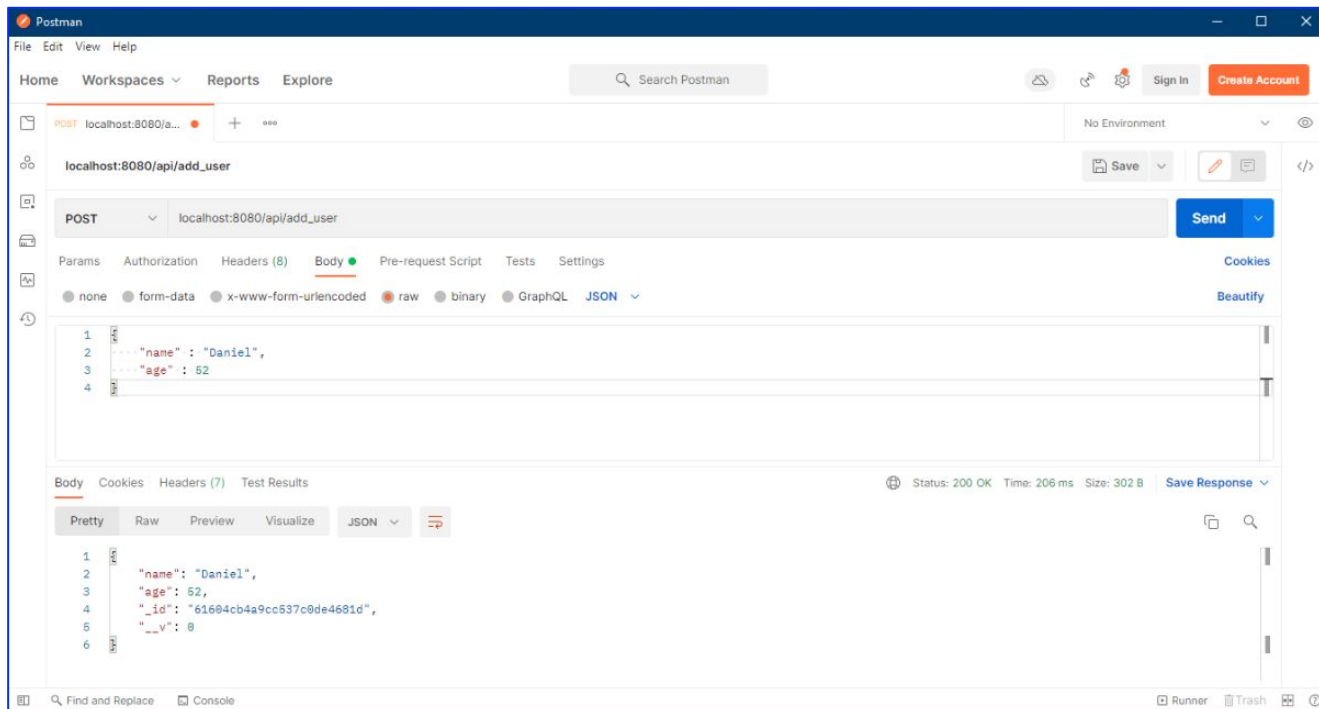 Postman
File Edit View Help
Home Workspaces Reports Explore Search Postman Sign In Create Account
POST localhost:8080/a... No Environment
localhost:8080/api/add_user Save
POST localhost:8080/api/add_user Send
Params Authorization Headers (8) Body Pre-request Script Tests Settings Cookies
none form-data x-www-form-urlencoded raw binary GraphQL JSON Beautify
1 {
2 "name" : "Daniel",
3 "age" : 52
4 }
Body Cookies Headers (7) Test Results Status: 200 OK Time: 206 ms Size: 302 B Save Response
Pretty Raw Preview Visualize JSON
1 {
2 "name": "Daniel",
3 "age": 52,
4 "_id": "61604cb4a9cc537c0de4681d",
5 "__v": 0
6 }
Find and Replace Console Runner Trash